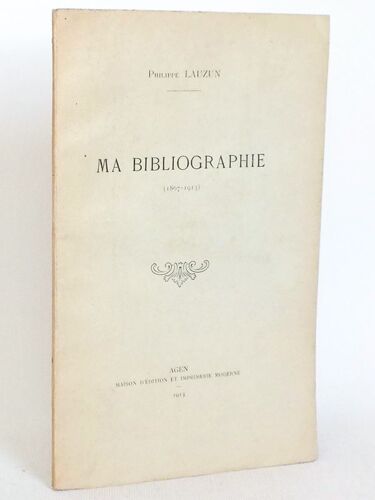 Philippe LAUZUN
MA BIBLIOGRAPHIE
(1867-1913)
AGEN
MAISON D'ÉDITION ET IMPRIMERIE MODERNE
1913